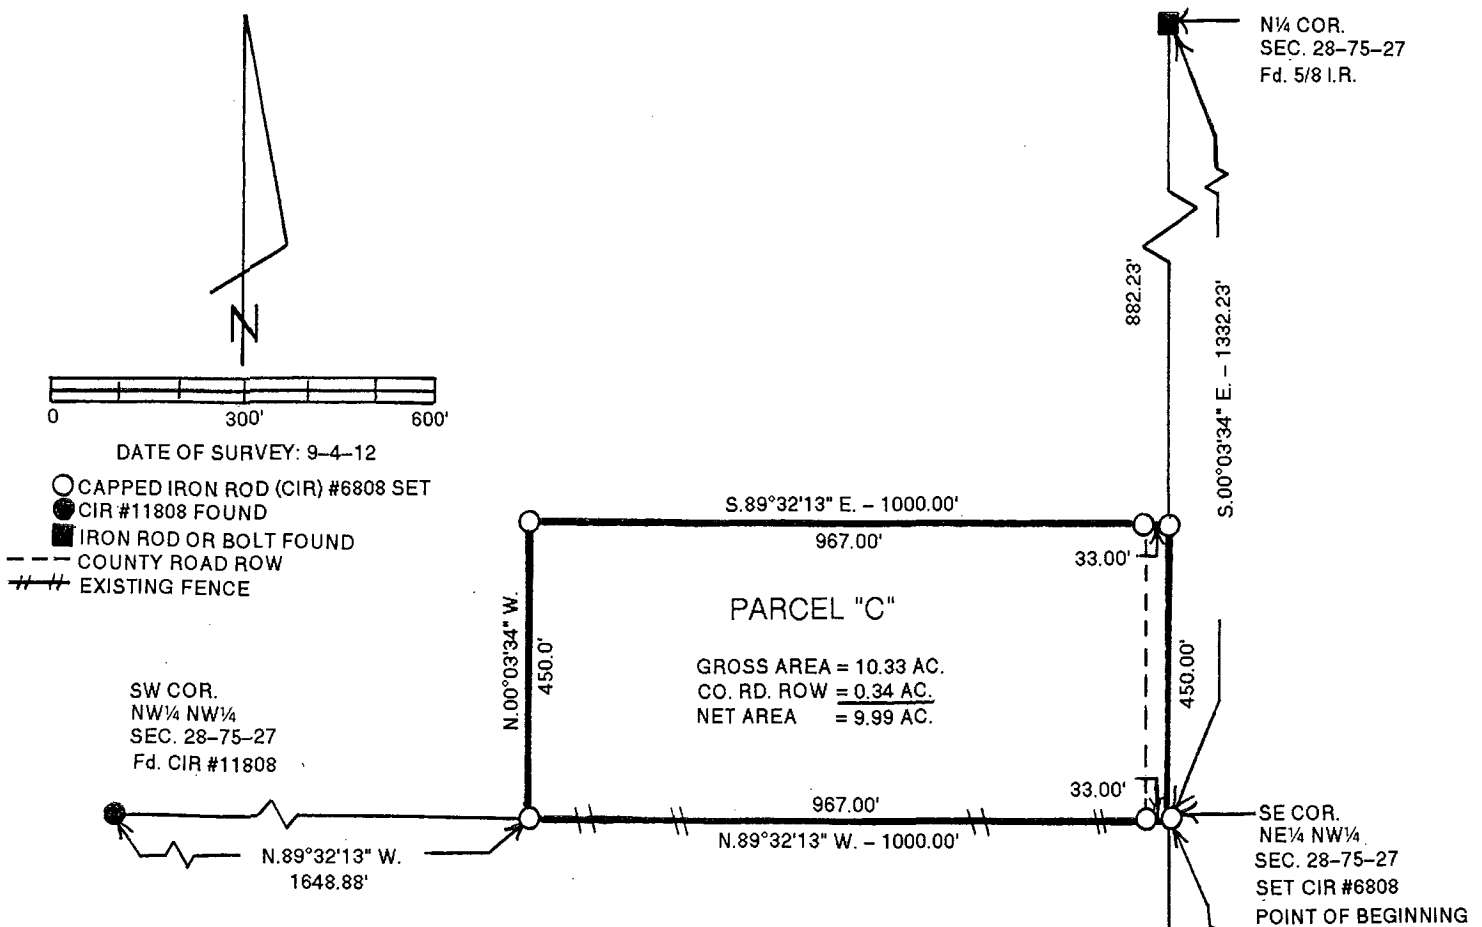 N¼ COR.
SEC. 28–75–27
Fd. 5/8 I.R.
N
0 300' 600'
DATE OF SURVEY: 9–4–12
CAPPED IRON ROD (CIR) #6808 SET
CIR #11808 FOUND
IRON ROD OR BOLT FOUND
COUNTY ROAD ROW
EXISTING FENCE
882.23'
S.00°03'34" E. – 1332.23'
S.89°32'13" E. – 1000.00'
967.00'
33.00'
N.00°03'34" W.
450.0'
PARCEL "C"
GROSS AREA = 10.33 AC.
CO. RD. ROW = 0.34 AC.
NET AREA = 9.99 AC.
450.00'
SW COR.
NW¼ NW¼
SEC. 28–75–27
Fd. CIR #11808
33.00'
967.00'
N.89°32'13" W. – 1000.00'
N.89°32'13" W.
1648.88'
SE COR.
NE¼ NW¼
SEC. 28–75–27
SET CIR #6808
POINT OF BEGINNING